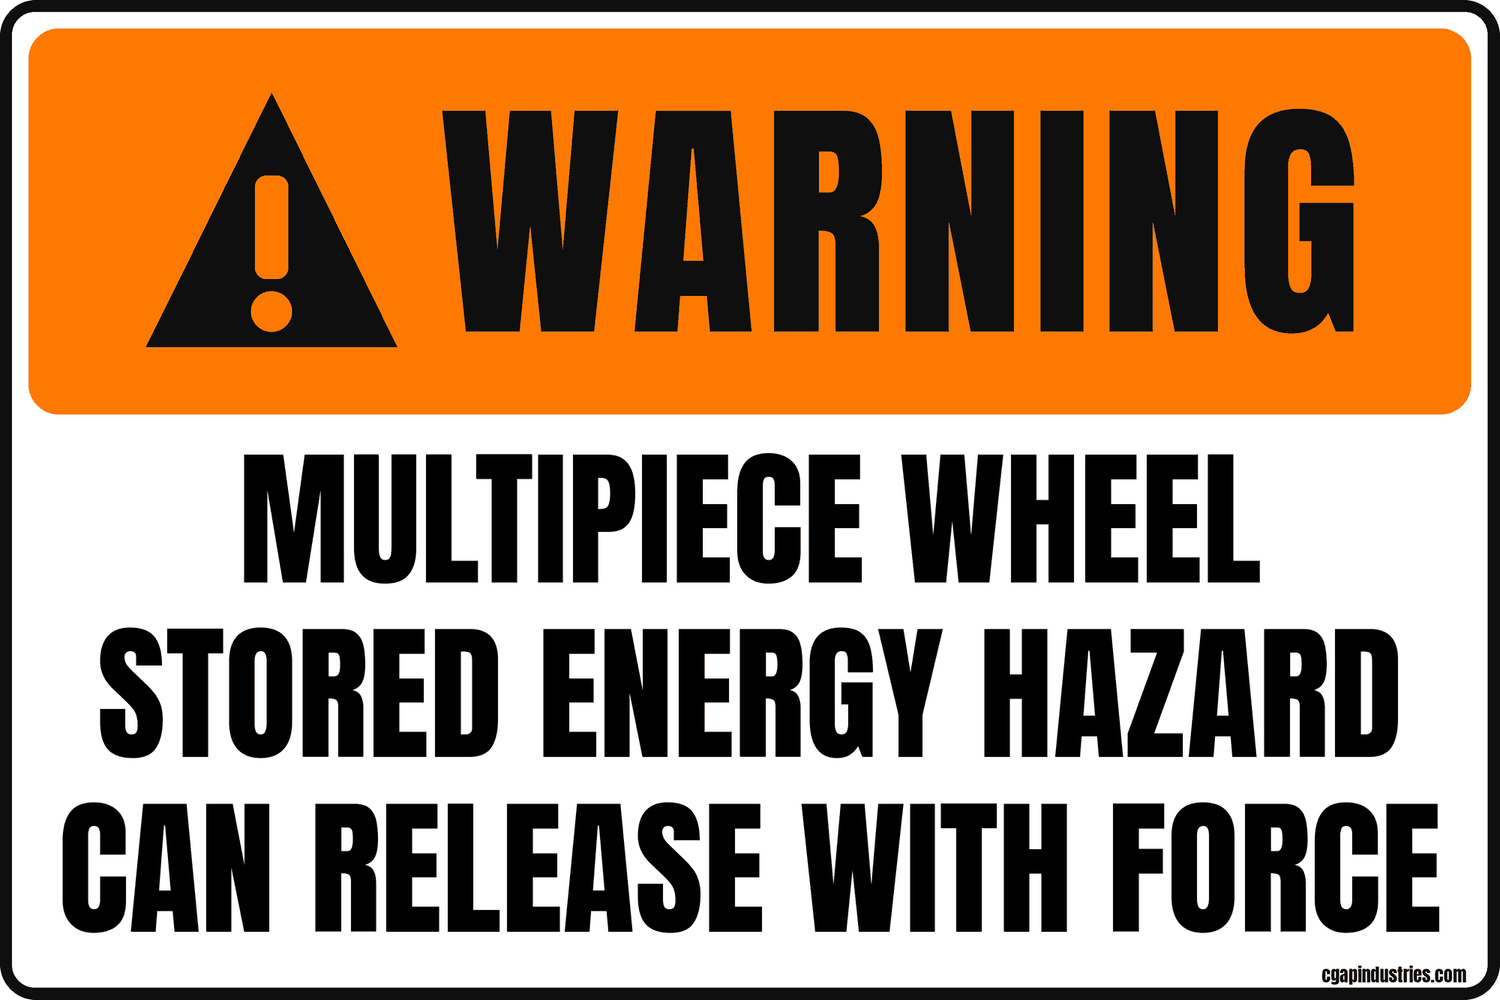 WARNING
MULTIPIECE WHEEL
STORED ENERGY HAZARD
CAN RELEASE WITH FORCE
cgapindustries.com